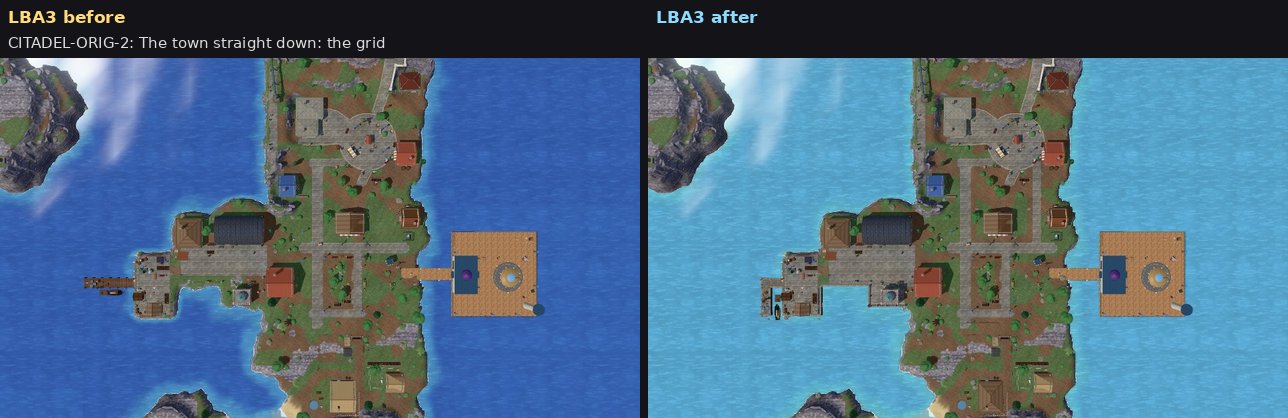 LBA3 before
LBA3 after
CITADEL-ORIG-2: The town straight down: the grid